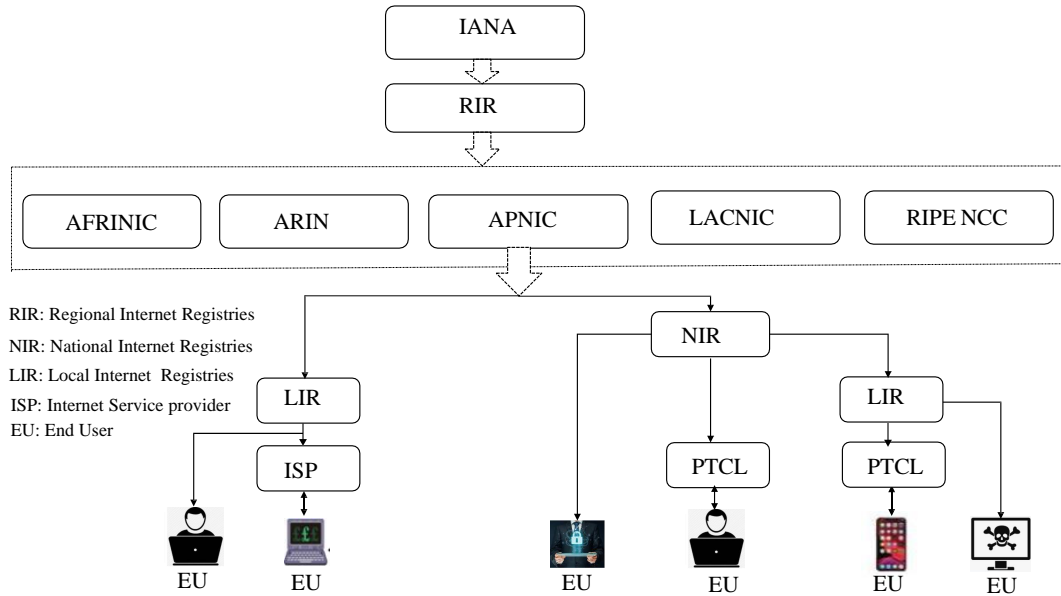 IANA
RIR
AFRINIC
ARIN
APNIC
LACNIC
RIPE NCC
RIR: Regional Internet Registries
NIR: National Internet Registries
LIR: Local Internet Registries
ISP: Internet Service provider
EU: End User
NIR
LIR
LIR
ISP
PTCL
PTCL
£££
EU
EU
EU
EU
EU
EU